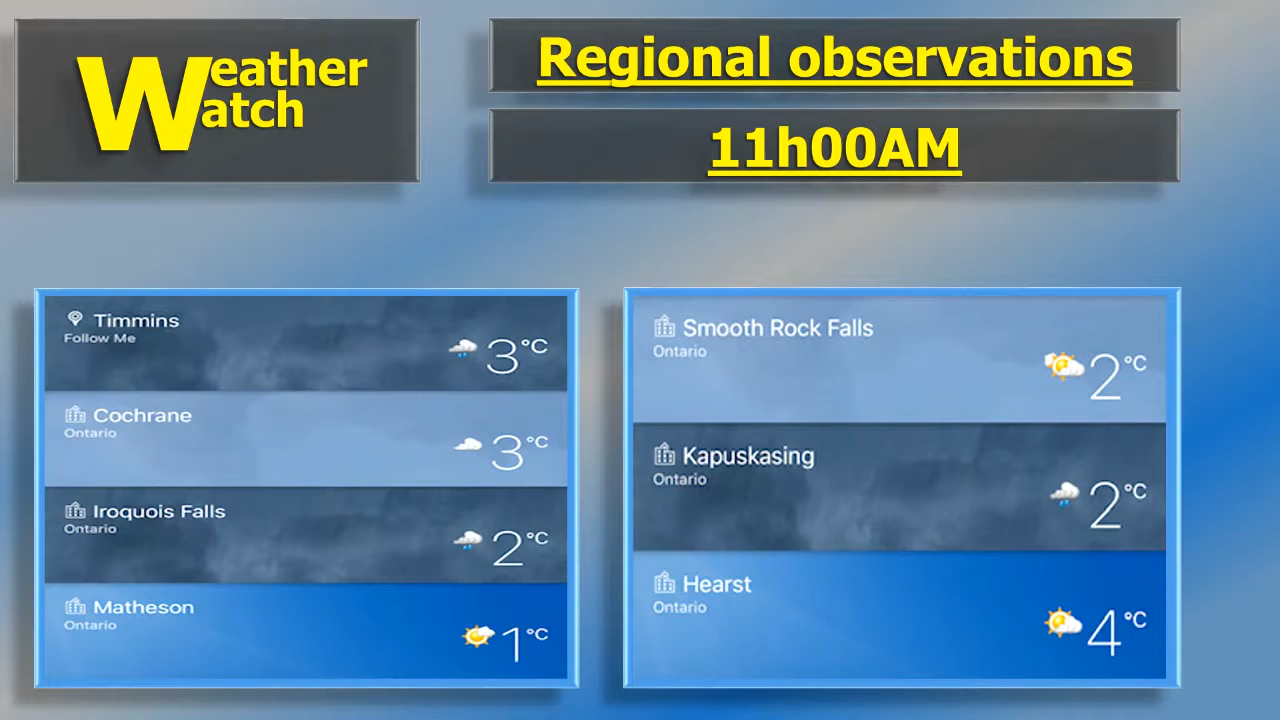 Weather
Watch
Regional observations
11h00AM
Timmins
Follow Me
3°C
Cochrane
Ontario
3°C
Iroquois Falls
Ontario
2°C
Matheson
Ontario
1°C
Smooth Rock Falls
Ontario
2°C
Kapuskasing
Ontario
2°C
Hearst
Ontario
4°C